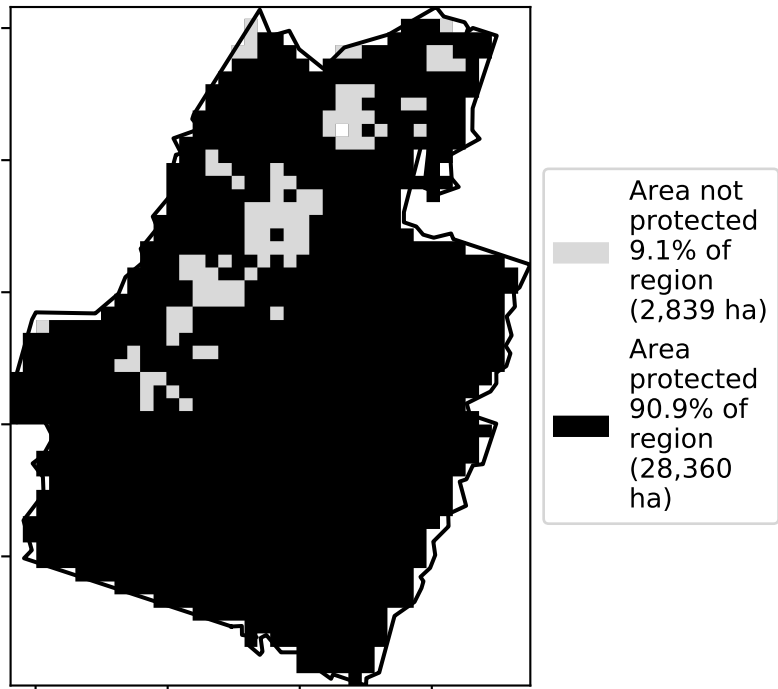 Area not
protected
9.1% of
region
(2,839 ha)
Area
protected
90.9% of
region
(28,360
ha)